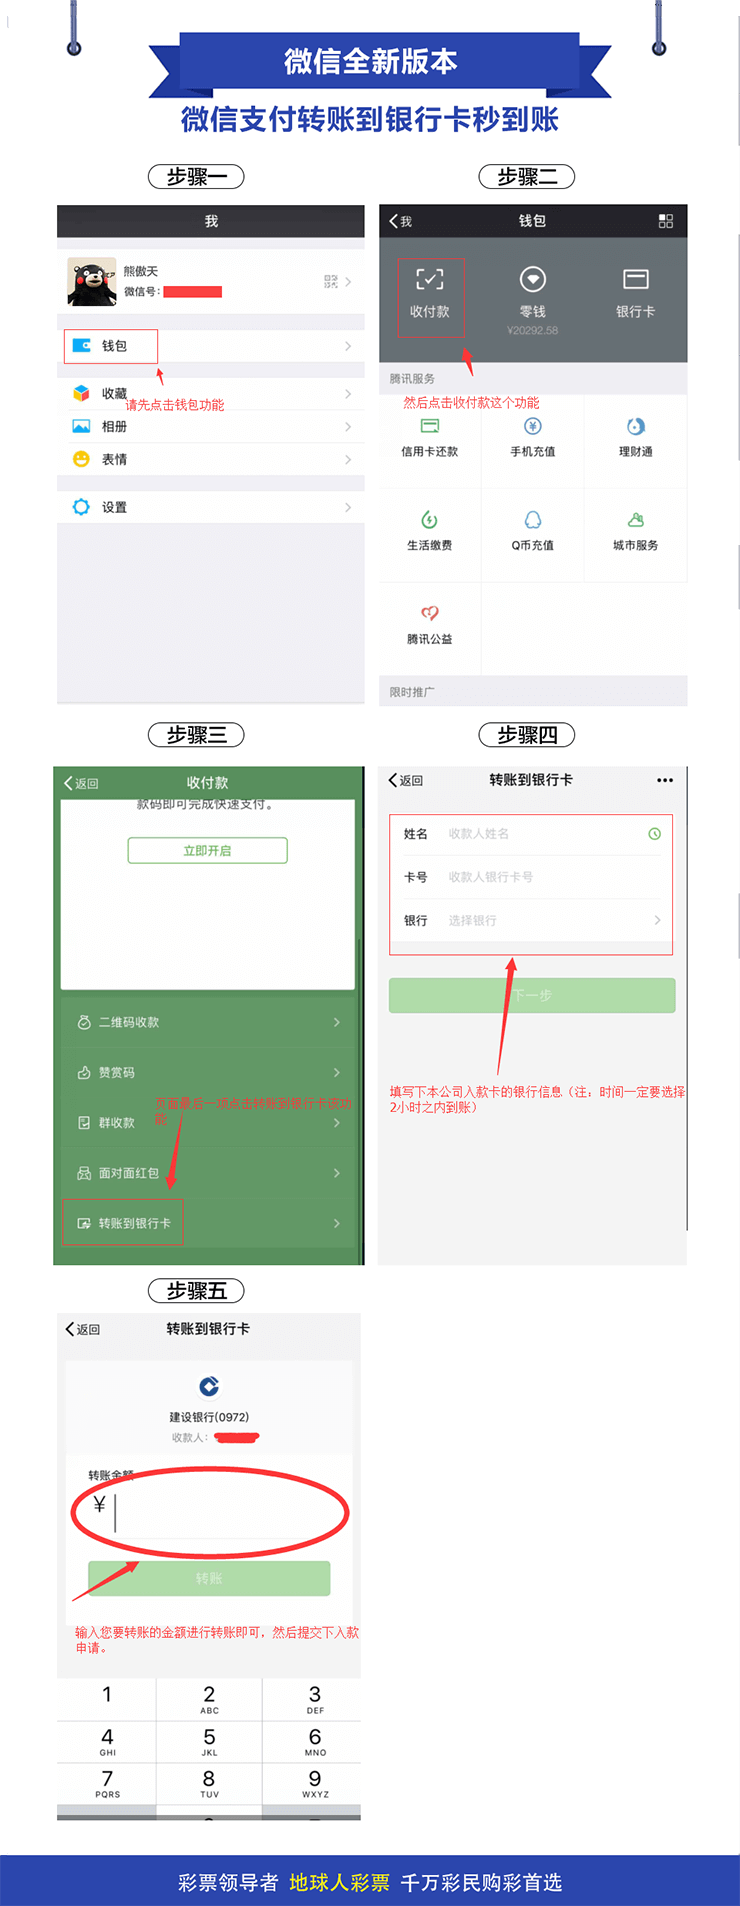 微信全新版本
微信支付转账到银行卡秒到账
步骤一
我
熊傲天
微信号:
钱包
请先点击钱包功能
收藏
相册
表情
设置
步骤二
我
钱包
收付款
零钱
¥20292.58
银行卡
腾讯服务
然后点击收付款这个功能
信用卡还款
手机充值
理财通
生活缴费
Q币充值
城市服务
腾讯公益
限时推广
步骤三
返回
收付款
款码即可完成快速支付。
立即开启
二维码收款
赞赏码
页面最后一项点击转账到银行卡该功
能
群收款
面对面红包
转账到银行卡
步骤四
返回
转账到银行卡
姓名 收款人姓名
卡号 收款人银行卡号
银行 选择银行
下一步
填写下本公司入款卡的银行信息（注：时间一定要选择
2小时之内到账）
步骤五
返回
转账到银行卡
建设银行(0972)
收款人:
转账金额
¥
转账
输入您要转账的金额进行转账即可，然后提交下入款
申请。
1 2 3
ABC DEF
4 5 6
GHI JKL MNO
7 8 9
PQRS TUV WXYZ
彩票领导者 地球人彩票 千万彩民购彩首选